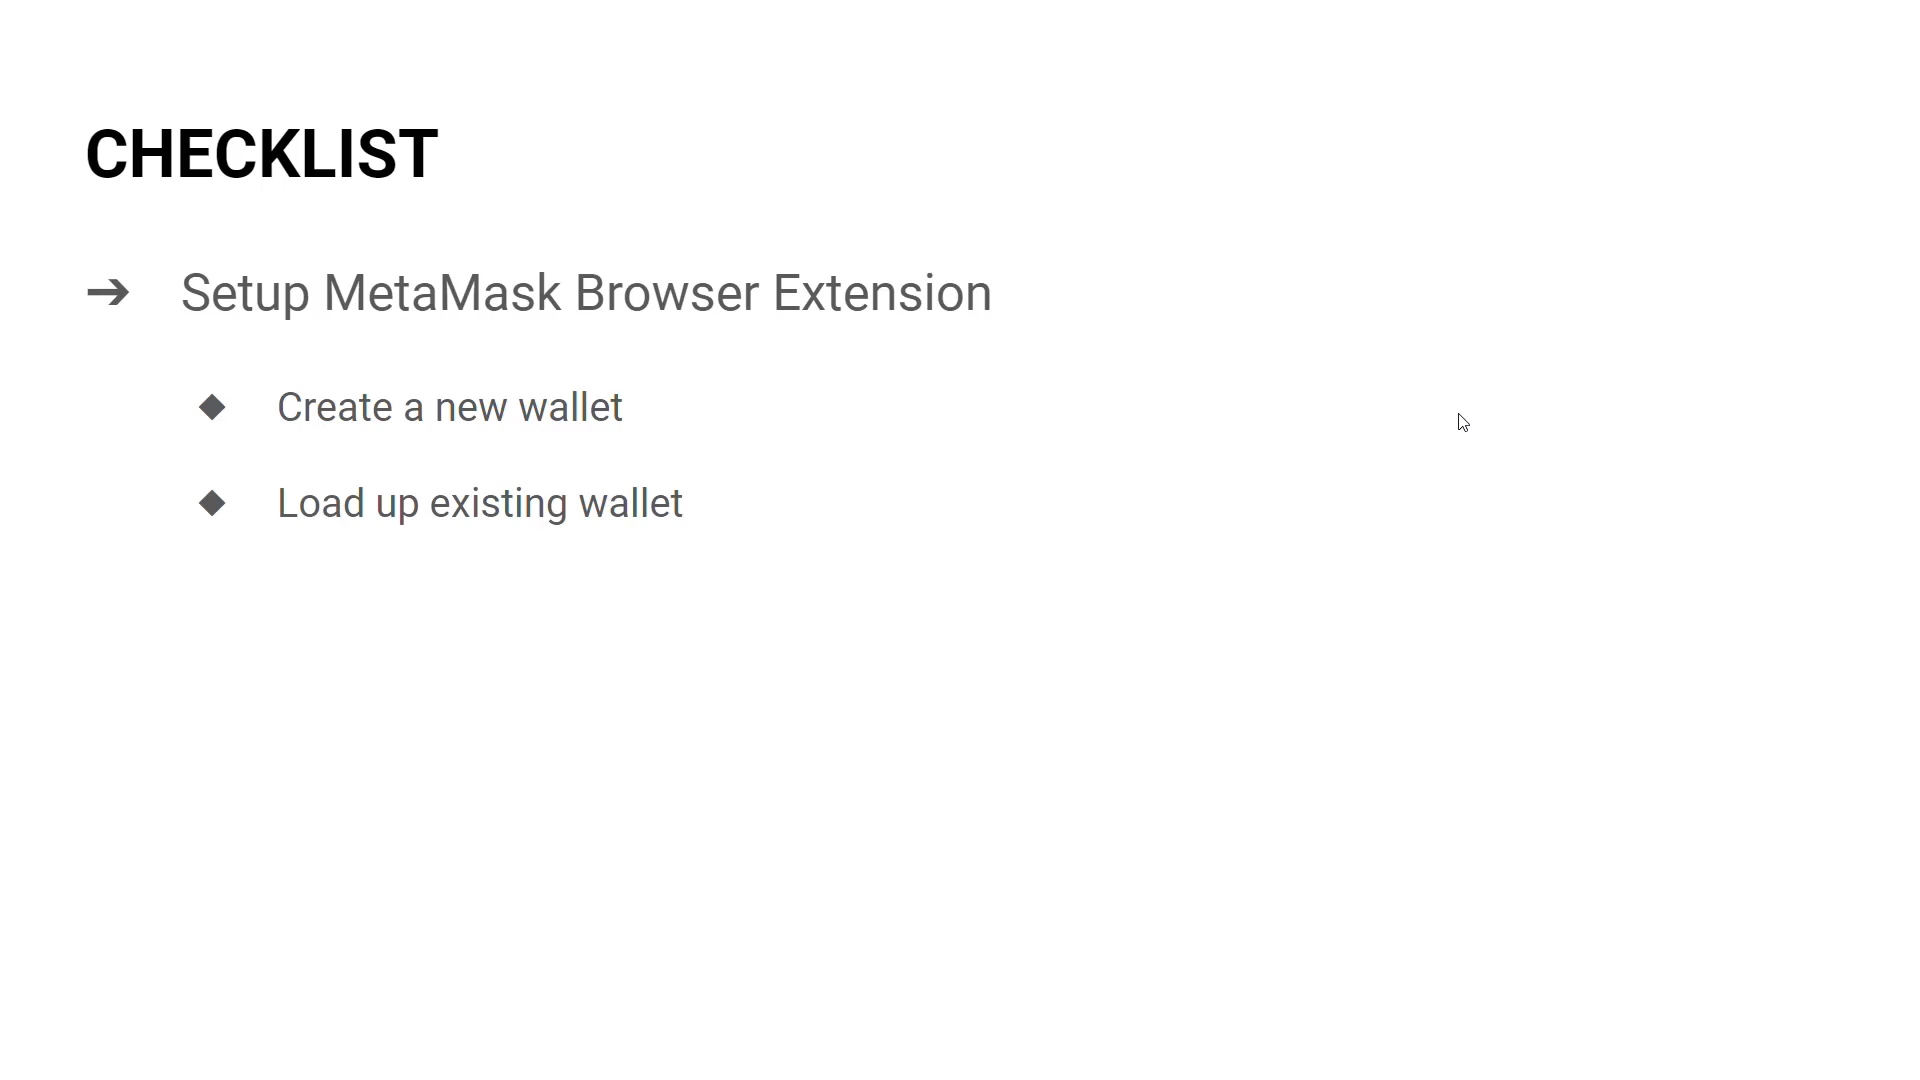 CHECKLIST
➔ Setup MetaMask Browser Extension
◆ Create a new wallet
◆ Load up existing wallet